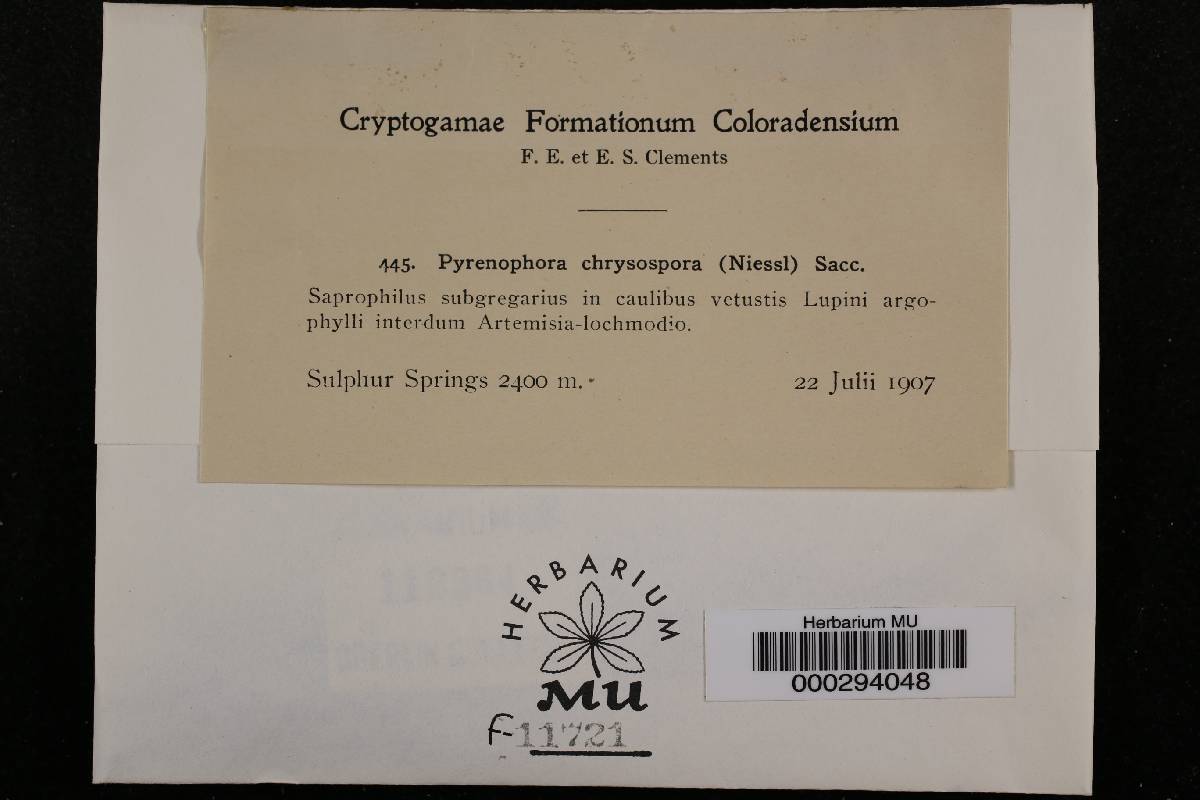 Cryptogamae Formationum Coloradensium
F. E. et E. S. Clements
445. Pyrenophora chrysospora (Niessl) Sacc.
Saprophilus subgregarius in caulibus vetustis Lupini argo-
phylli interdum Artemisia-lochmodio.
Sulphur Springs 2400 m.
22 Julii 1907
HERBARIUM
MU
F-11721
Herbarium MU
000294048